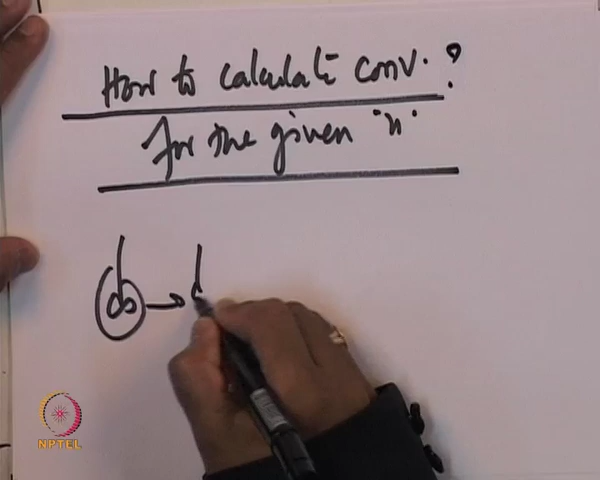 How to calculate conv. ?
for the given 'n'
NPTEL